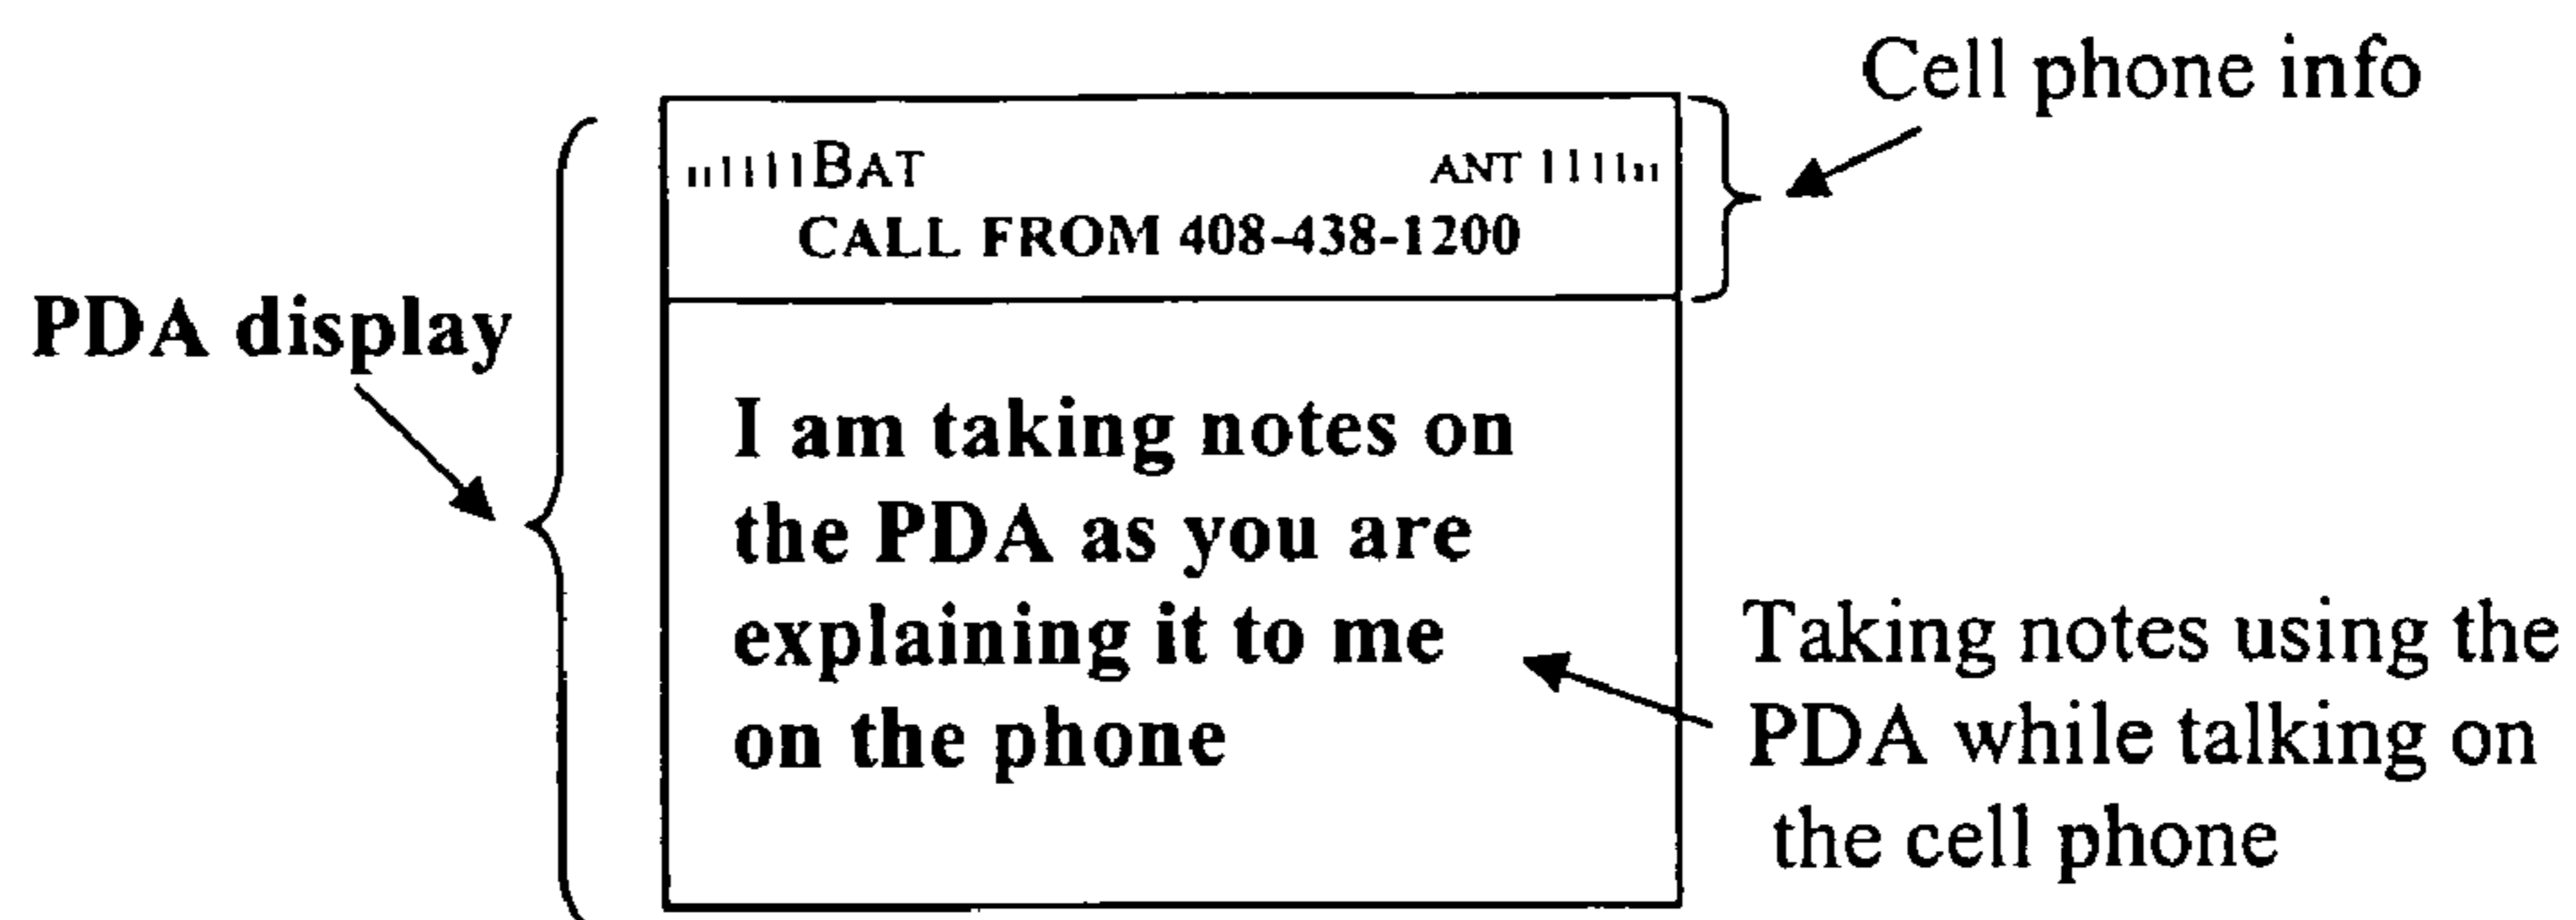 Cell phone info
BAT ANT
CALL FROM 408-438-1200
PDA display
I am taking notes on
the PDA as you are
explaining it to me
on the phone
Taking notes using the
PDA while talking on
the cell phone